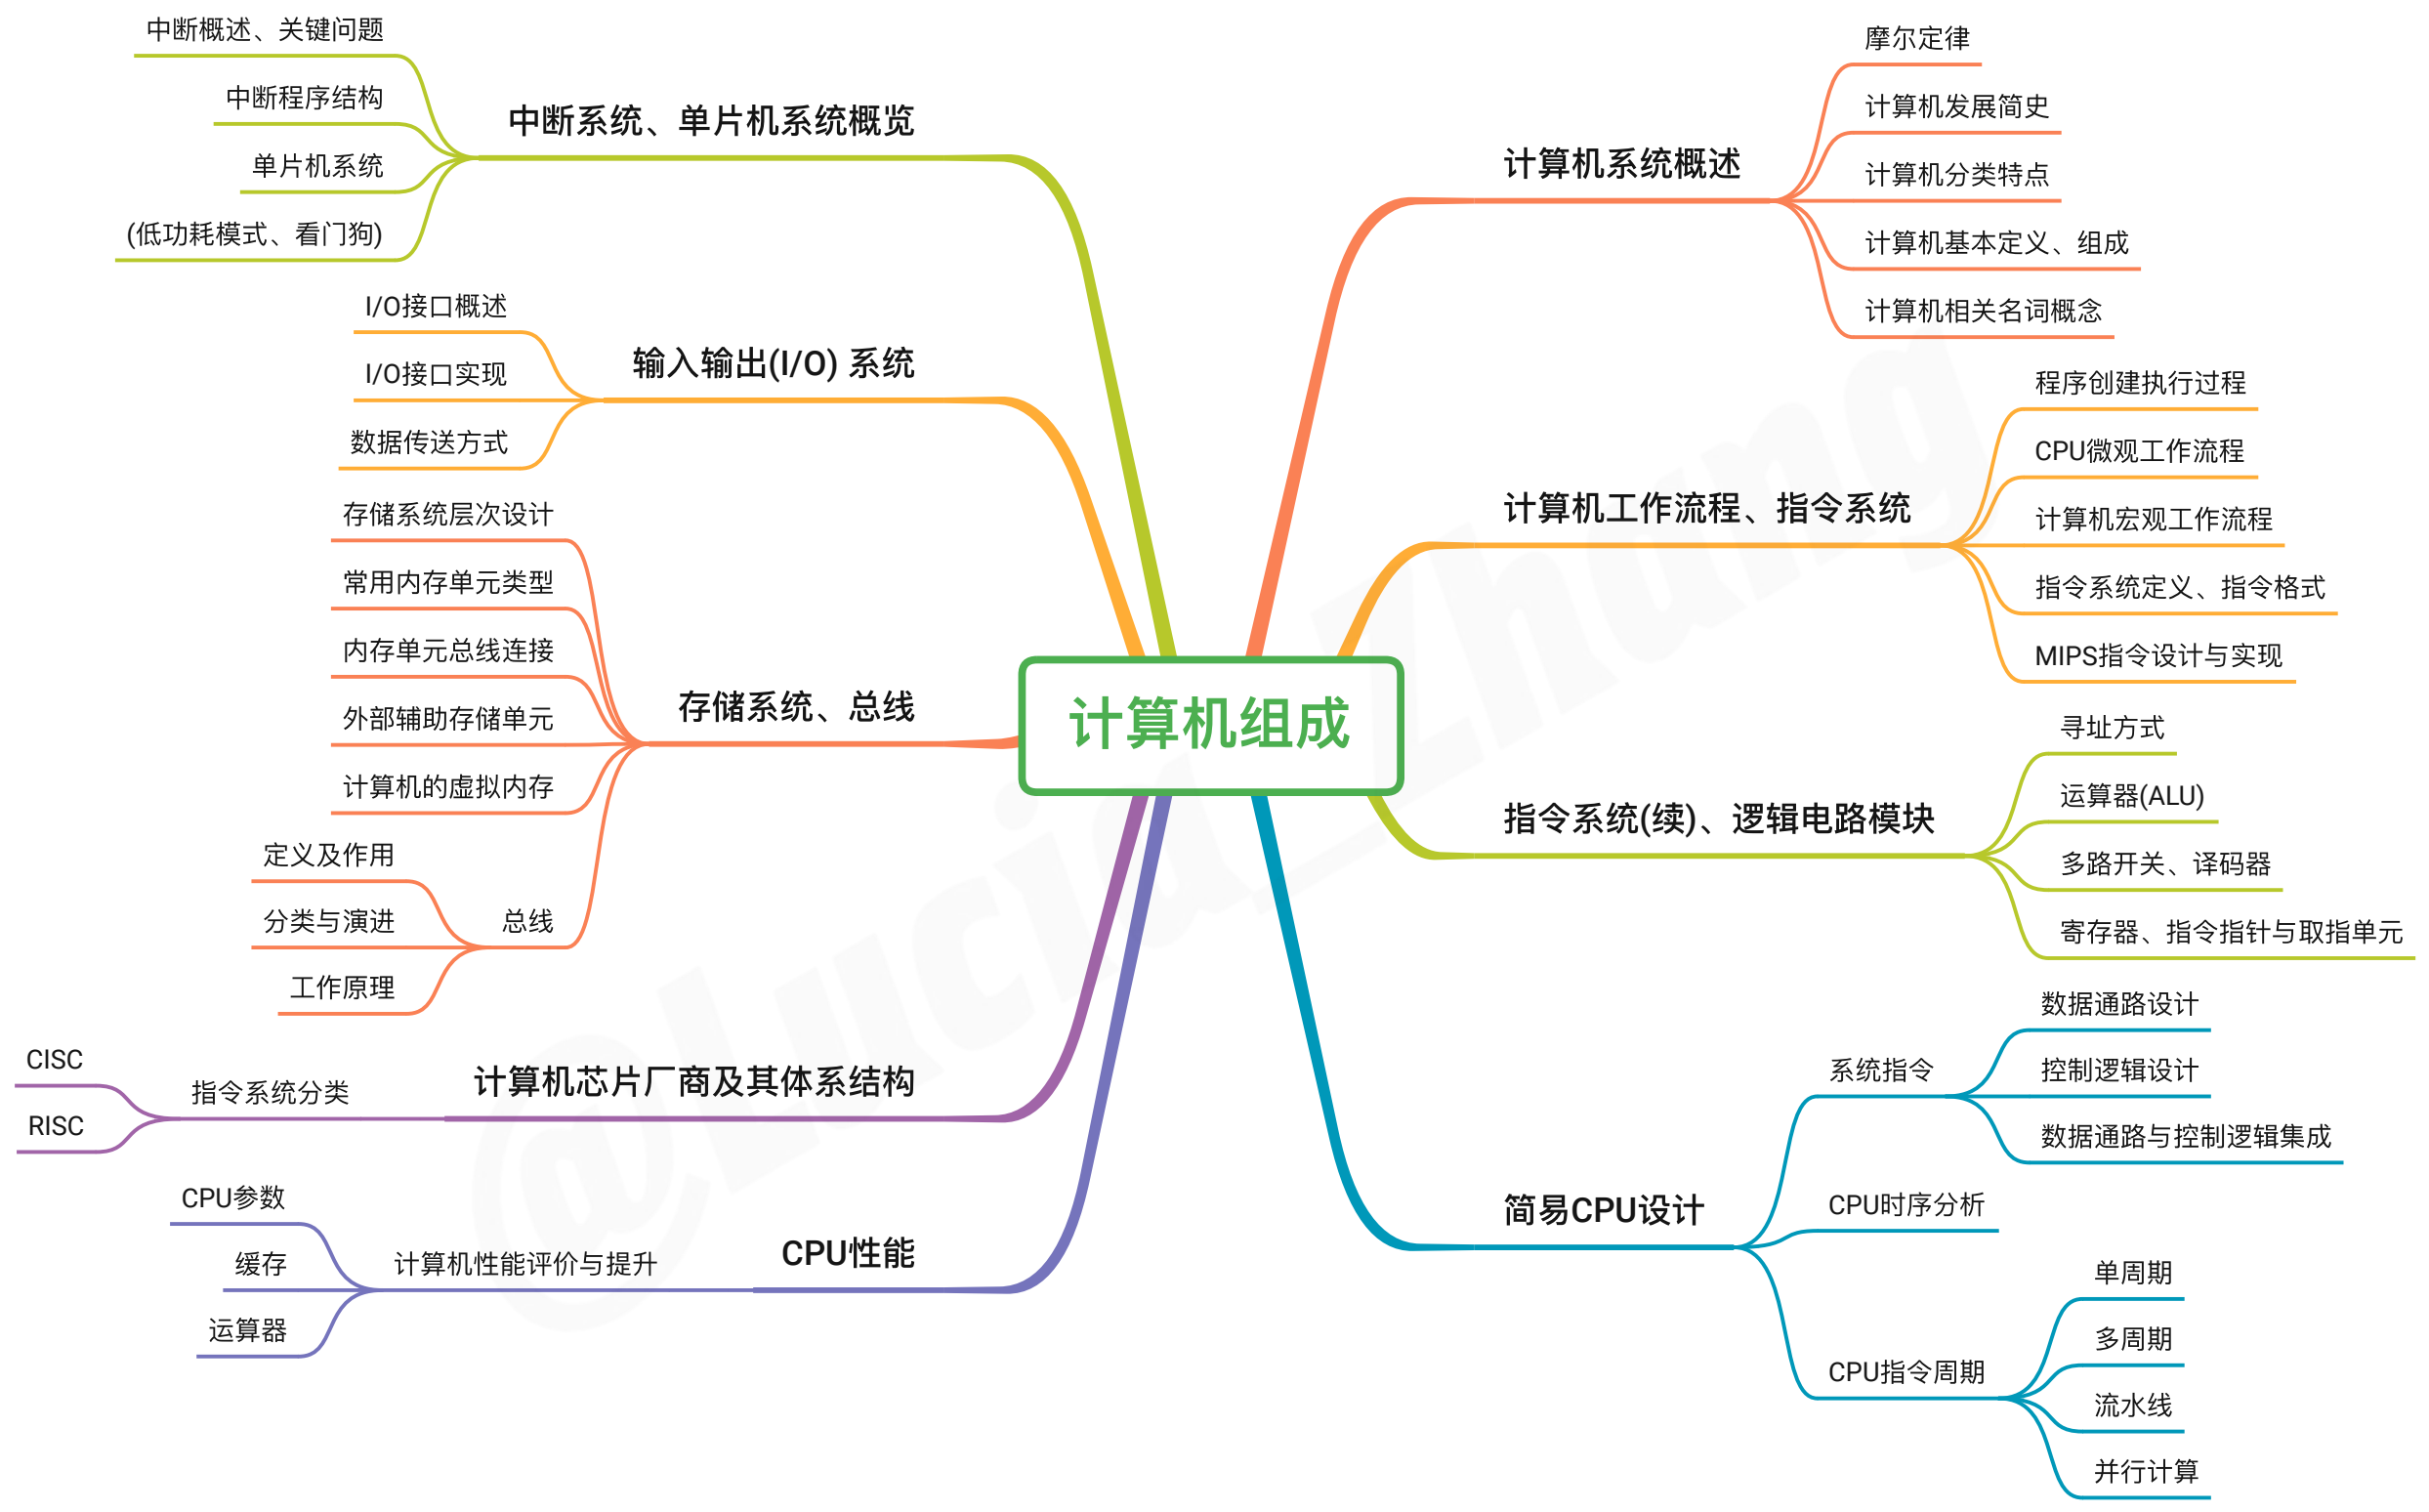 计算机组成
计算机系统概述
摩尔定律
计算机发展简史
计算机分类特点
计算机基本定义、组成
计算机相关名词概念
计算机工作流程、指令系统
程序创建执行过程
CPU微观工作流程
计算机宏观工作流程
指令系统定义、指令格式
MIPS指令设计与实现
指令系统(续)、逻辑电路模块
寻址方式
运算器(ALU)
多路开关、译码器
寄存器、指令指针与取指单元
简易CPU设计
系统指令
数据通路设计
控制逻辑设计
数据通路与控制逻辑集成
CPU时序分析
CPU指令周期
单周期
多周期
流水线
并行计算
中断系统、单片机系统概览
中断概述、关键问题
中断程序结构
单片机系统
(低功耗模式、看门狗)
输入输出(I/O) 系统
I/O接口概述
I/O接口实现
数据传送方式
存储系统、总线
存储系统层次设计
常用内存单元类型
内存单元总线连接
外部辅助存储单元
计算机的虚拟内存
总线
定义及作用
分类与演进
工作原理
计算机芯片厂商及其体系结构
指令系统分类
CISC
RISC
CPU性能
计算机性能评价与提升
CPU参数
缓存
运算器
@Lucid_Zhang